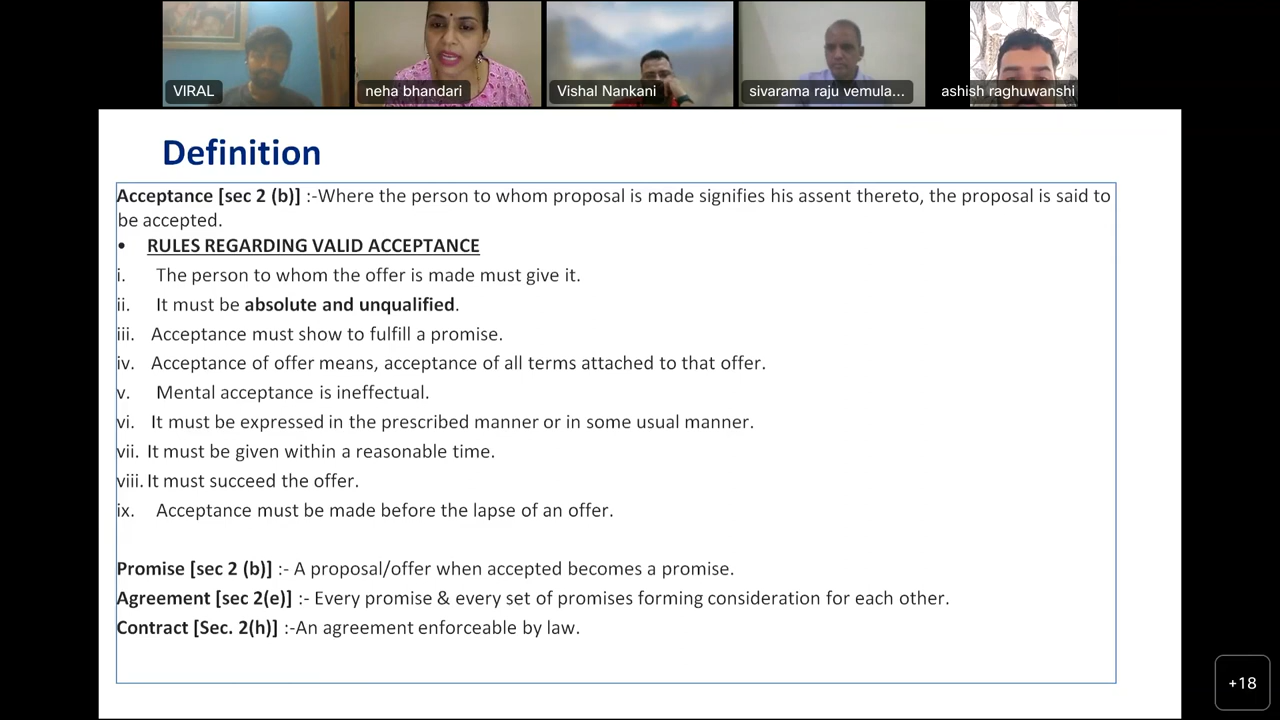 VIRAL
neha bhandari
Vishal Nankani
sivarama raju vemula...
ashish raghuwanshi
Definition
Acceptance [sec 2 (b)] :-Where the person to whom proposal is made signifies his assent thereto, the proposal is said to
be accepted.
• RULES REGARDING VALID ACCEPTANCE
i. The person to whom the offer is made must give it.
ii. It must be absolute and unqualified.
iii. Acceptance must show to fulfill a promise.
iv. Acceptance of offer means, acceptance of all terms attached to that offer.
v. Mental acceptance is ineffectual.
vi. It must be expressed in the prescribed manner or in some usual manner.
vii. It must be given within a reasonable time.
viii. It must succeed the offer.
ix. Acceptance must be made before the lapse of an offer.
Promise [sec 2 (b)] :- A proposal/offer when accepted becomes a promise.
Agreement [sec 2(e)] :- Every promise & every set of promises forming consideration for each other.
Contract [Sec. 2(h)] :-An agreement enforceable by law.
+18